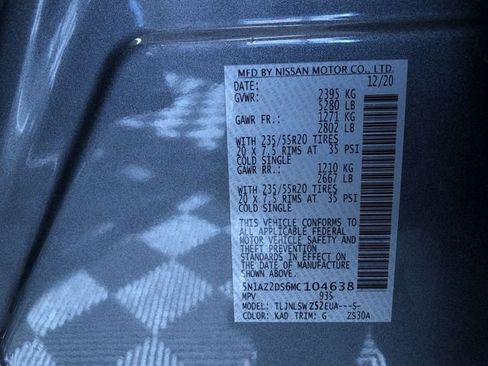 MFD BY NISSAN MOTOR CO., LTD.
DATE: 12/20
GVWR: 2395 KG
5280 LB
GAWR FR.: 1271 KG
2802 LB
WITH 235/55R20 TIRES
20 X 7.5 RIMS AT 35 PSI
COLD SINGLE
GAWR RR.: 1210 KG
2667 LB
WITH 235/55R20 TIRES
20 X 7.5 RIMS AT 35 PSI
COLD SINGLE
THIS VEHICLE CONFORMS TO
ALL APPLICABLE FEDERAL
MOTOR VEHICLE SAFETY AND
THEFT PREVENTION
STANDARDS IN EFFECT ON
THE DATE OF MANUFACTURE
SHOWN ABOVE.
5N1AZ2DS6MC104638
MPV 935
MODEL: TLJNLSWZ52EUA---S-
COLOR: KAD TRIM: G ZS30A